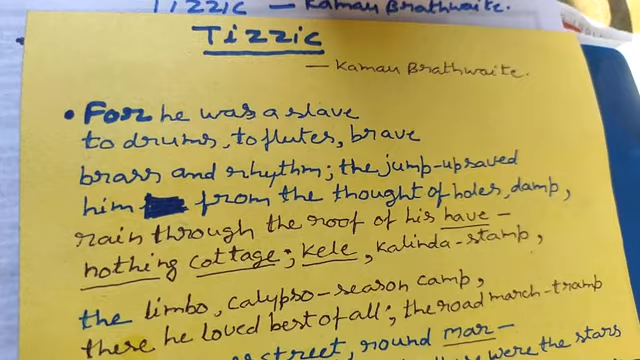 Tizzic — Kamau Brathwaite.
Tizzic
— Kamau Brathwaite.
• For he was a slave
to drums, to flutes, brave
brass and rhythm; the jump-up saved
him from the thought of holes, damp,
rain through the roof of his have-
nothing cottage; kele, kalinda-stamp,
the limbo, calypso-season camp,
these he loved best of all; the road march-tramp
street, round mar-
were the stars